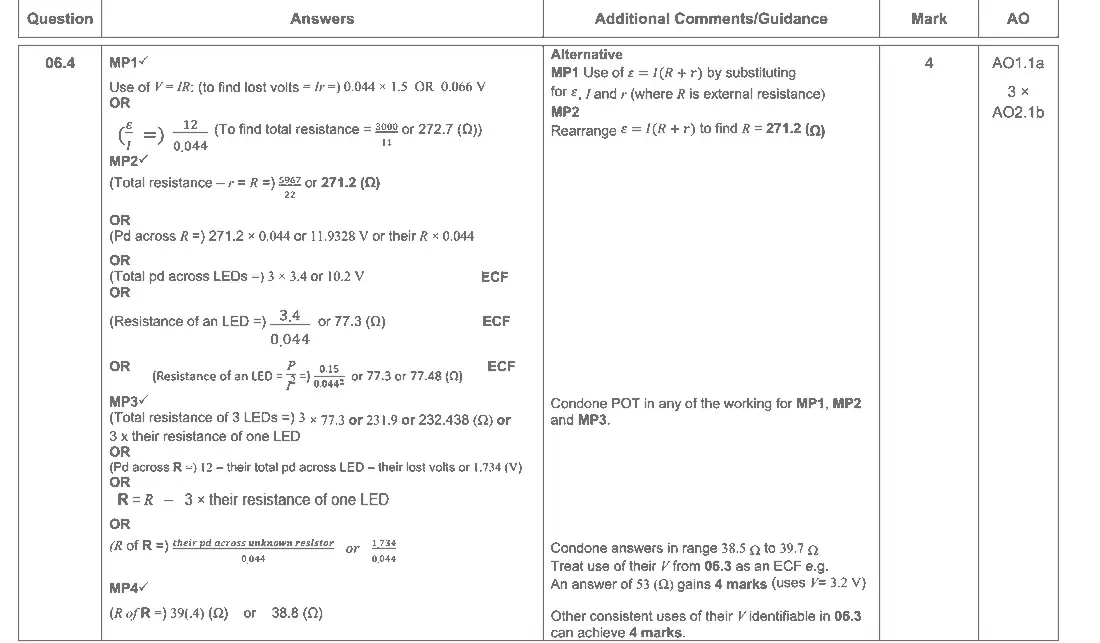 Question Answers Additional Comments/Guidance Mark AO
06.4 MP1✓
Use of V = IR: (to find lost volts = Ir =) 0.044 × 1.5 OR 0.066 V
OR
(ε/I =) 12/0.044 (To find total resistance = 3000/11 or 272.7 (Ω))
MP2✓
(Total resistance – r = R =) 5967/22 or 271.2 (Ω)
OR
(Pd across R =) 271.2 × 0.044 or 11.9328 V or their R × 0.044
OR
(Total pd across LEDs =) 3 × 3.4 or 10.2 V ECF
OR
(Resistance of an LED =) 3.4/0.044 or 77.3 (Ω) ECF
OR (Resistance of an LED = P/I² =) 0.15/0.044² or 77.3 or 77.48 (Ω) ECF
MP3✓
(Total resistance of 3 LEDs =) 3 × 77.3 or 231.9 or 232.438 (Ω) or
3 x their resistance of one LED
OR
(Pd across R =) 12 – their total pd across LED – their lost volts or 1.734 (V)
OR
R = R – 3 × their resistance of one LED
OR
(R of R =) their pd across unknown resistor/0.044 or 1.734/0.044
MP4✓
(R of R =) 39(.4) (Ω) or 38.8 (Ω)
Alternative
MP1 Use of ε = I(R + r) by substituting
for ε, I and r (where R is external resistance)
MP2
Rearrange ε = I(R + r) to find R = 271.2 (Ω)
Condone POT in any of the working for MP1, MP2
and MP3.
Condone answers in range 38.5 Ω to 39.7 Ω
Treat use of their V from 06.3 as an ECF e.g.
An answer of 53 (Ω) gains 4 marks (uses V= 3.2 V)
Other consistent uses of their V identifiable in 06.3
can achieve 4 marks.
4
AO1.1a
3 ×
AO2.1b